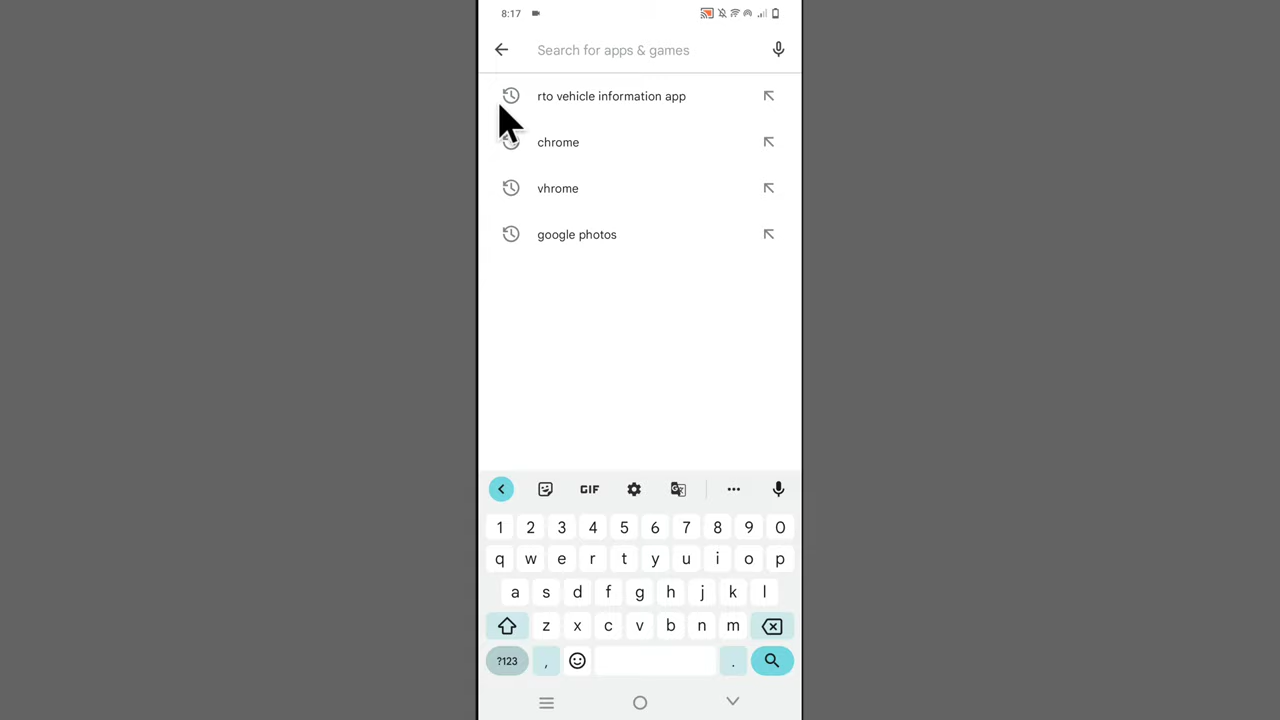 8:17
Search for apps & games
rto vehicle information app
chrome
vhrome
google photos
GIF
1 2 3 4 5 6 7 8 9 0
q w e r t y u i o p
a s d f g h j k l
z x c v b n m
?123 , .